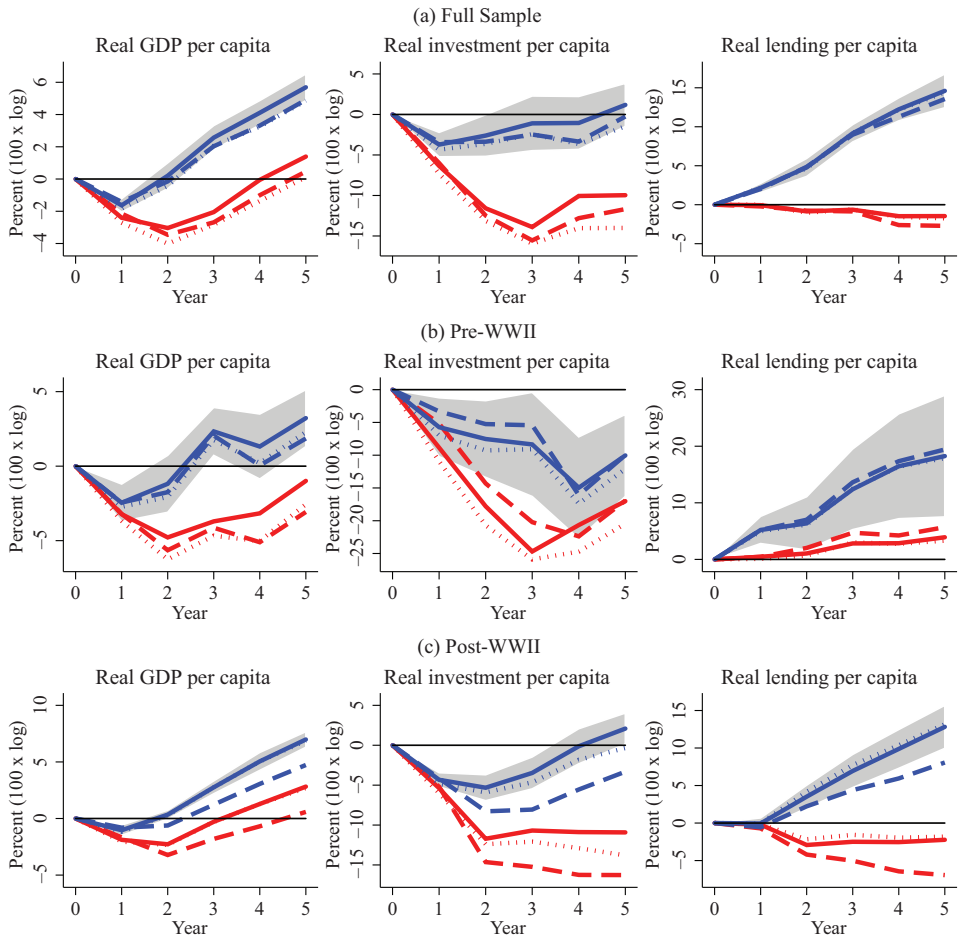 (a) Full Sample
Real GDP per capita
Real investment per capita
Real lending per capita
Percent (100 x log)
6
4
2
0
−2
−4
0 1 2 3 4 5
Year
Percent (100 x log)
5
0
−5
−10
−15
0 1 2 3 4 5
Year
Percent (100 x log)
15
10
5
0
−5
0 1 2 3 4 5
Year
(b) Pre-WWII
Real GDP per capita
Real investment per capita
Real lending per capita
Percent (100 x log)
5
0
−5
0 1 2 3 4 5
Year
Percent (100 x log)
0
−5
−10
−15
−20
−25
0 1 2 3 4 5
Year
Percent (100 x log)
30
20
10
0
0 1 2 3 4 5
Year
(c) Post-WWII
Real GDP per capita
Real investment per capita
Real lending per capita
Percent (100 x log)
10
5
0
−5
0 1 2 3 4 5
Year
Percent (100 x log)
5
0
−5
−10
−15
0 1 2 3 4 5
Year
Percent (100 x log)
15
10
5
0
−5
0 1 2 3 4 5
Year